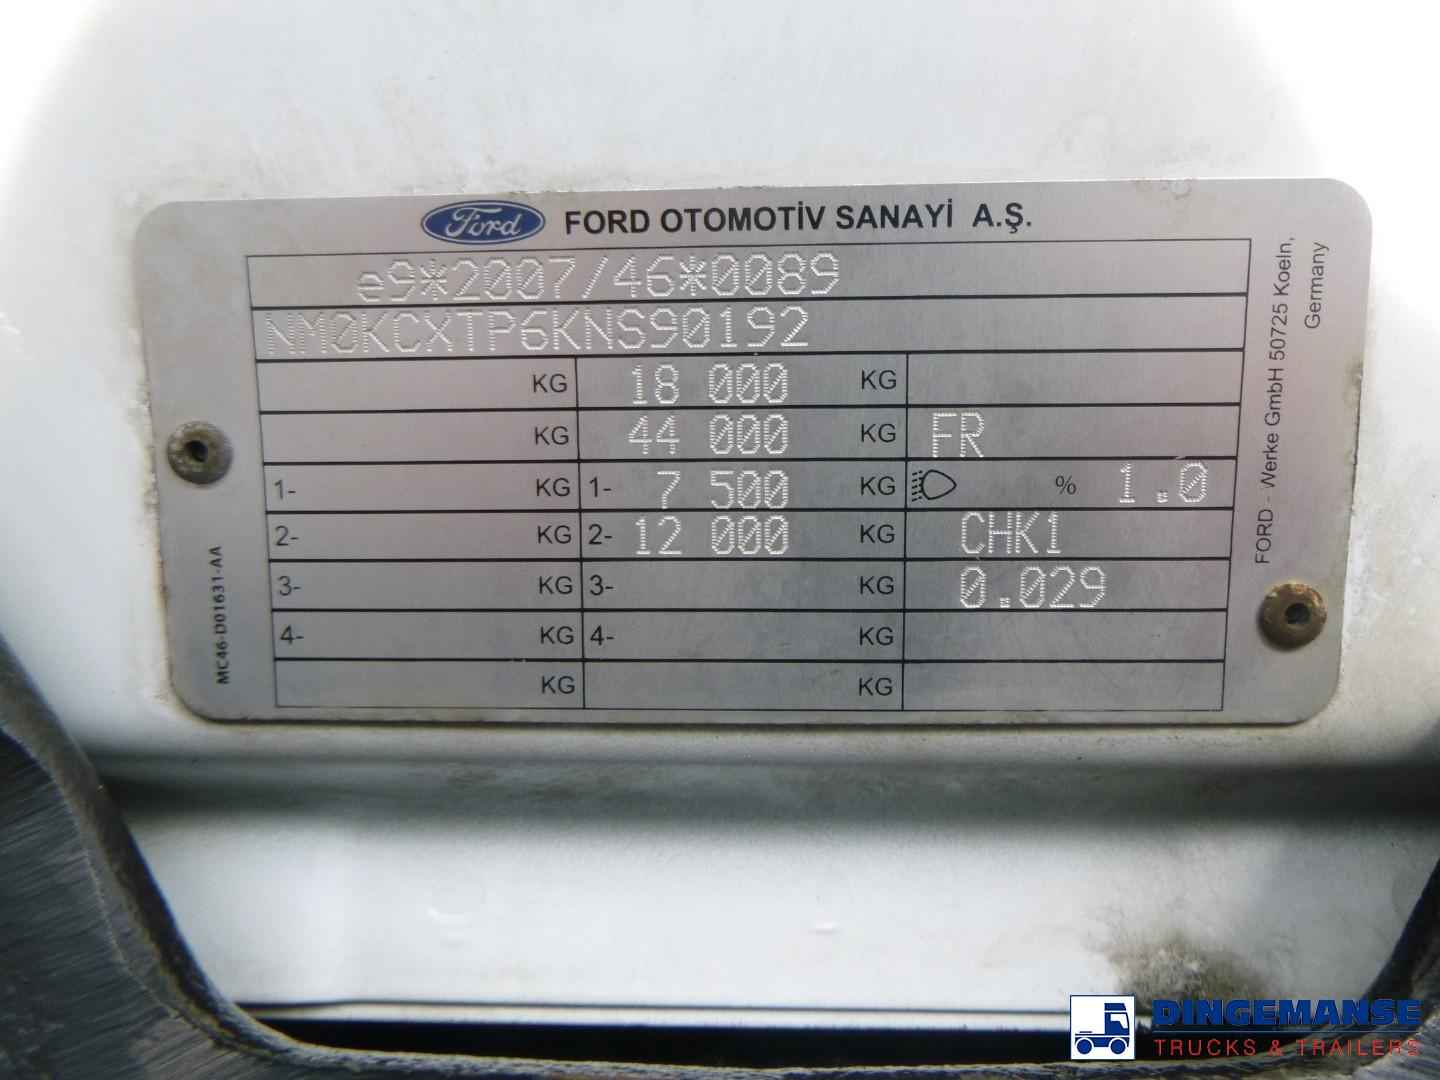 Ford FORD OTOMOTİV SANAYİ A.Ş.
e9*2007/46*0089
NM0KCXTP6KNS90192
KG 18 000 KG
KG 44 000 KG FR
1- KG 1- 7 500 KG % 1.0
2- KG 2- 12 000 KG CHK1
3- KG 3- KG 0.029
4- KG 4- KG
KG KG
MC46-D01631-AA
FORD - Werke GmbH 50725 Koeln,
Germany
DINGEMANSE
TRUCKS & TRAILERS